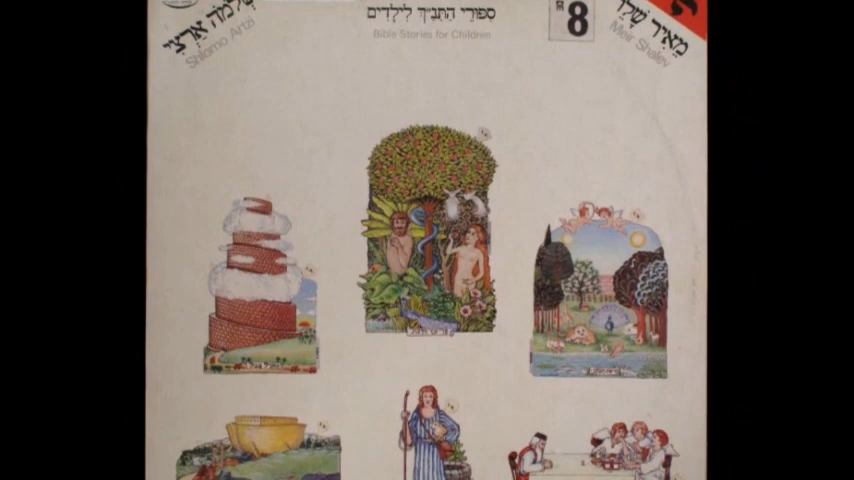 שלמה ארצי
Shlomo Artzi
ספורי התנ״ך לילדים
Bible Stories for Children
8
מאיר שלו
Meir Shalev
א